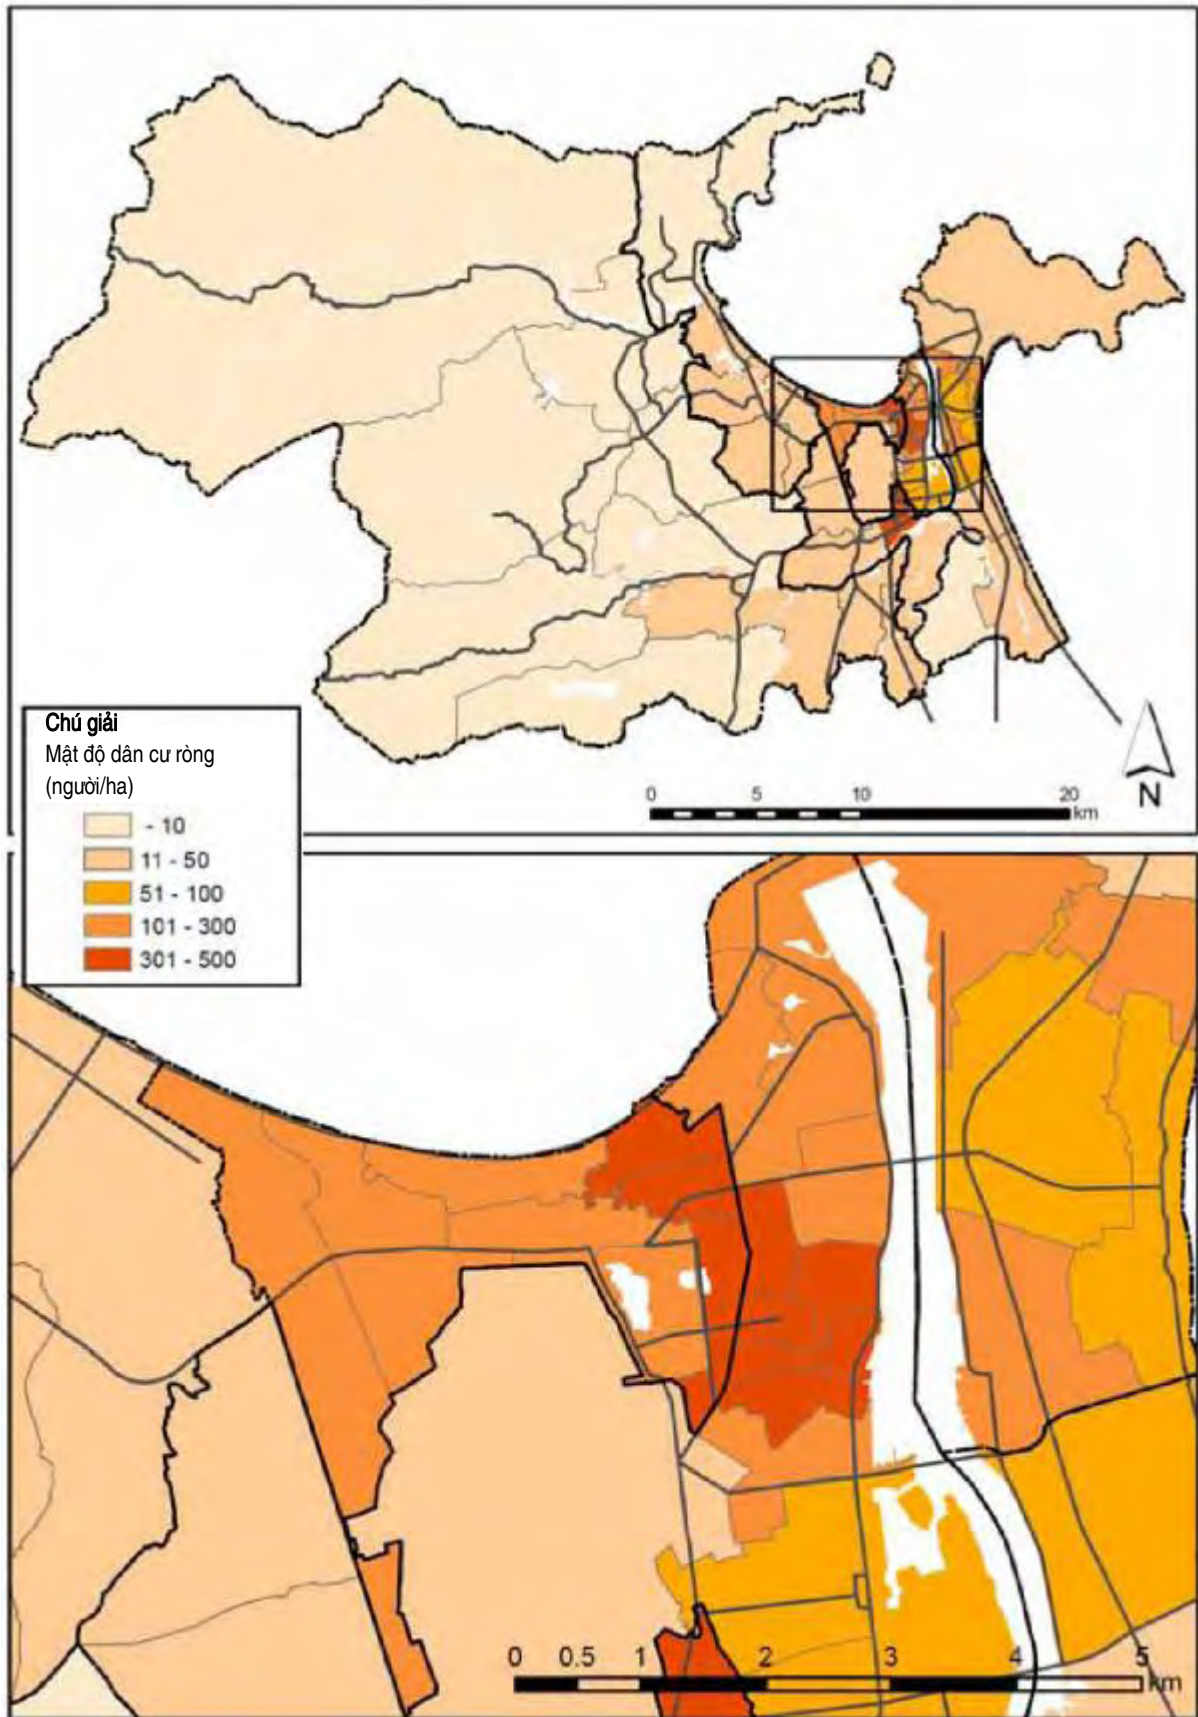 Chú giải
Mật độ dân cư ròng
(người/ha)
- 10
11 - 50
51 - 100
101 - 300
301 - 500
N
0 5 10 20
km
0 0.5 1 2 3 4 5
km